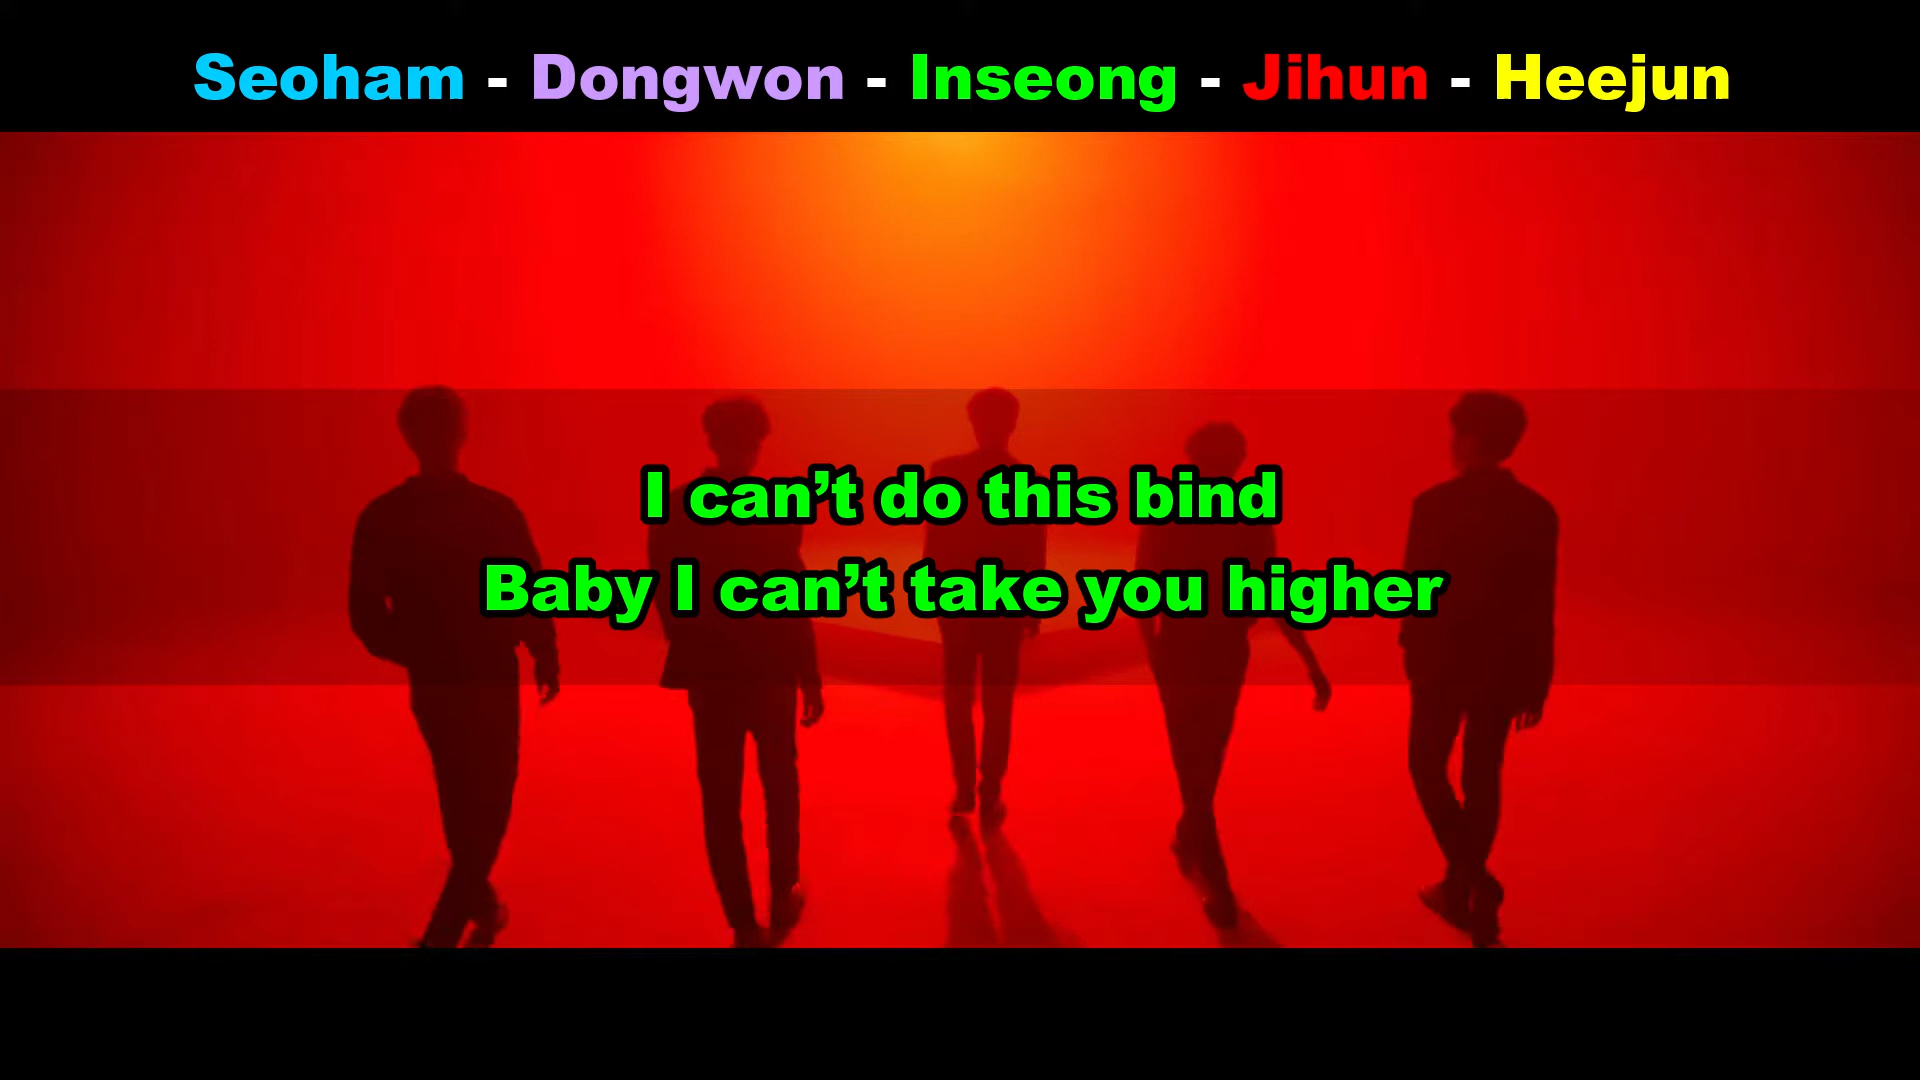 Seoham - Dongwon - Inseong - Jihun - Heejun
I can’t do this bind
Baby I can’t take you higher